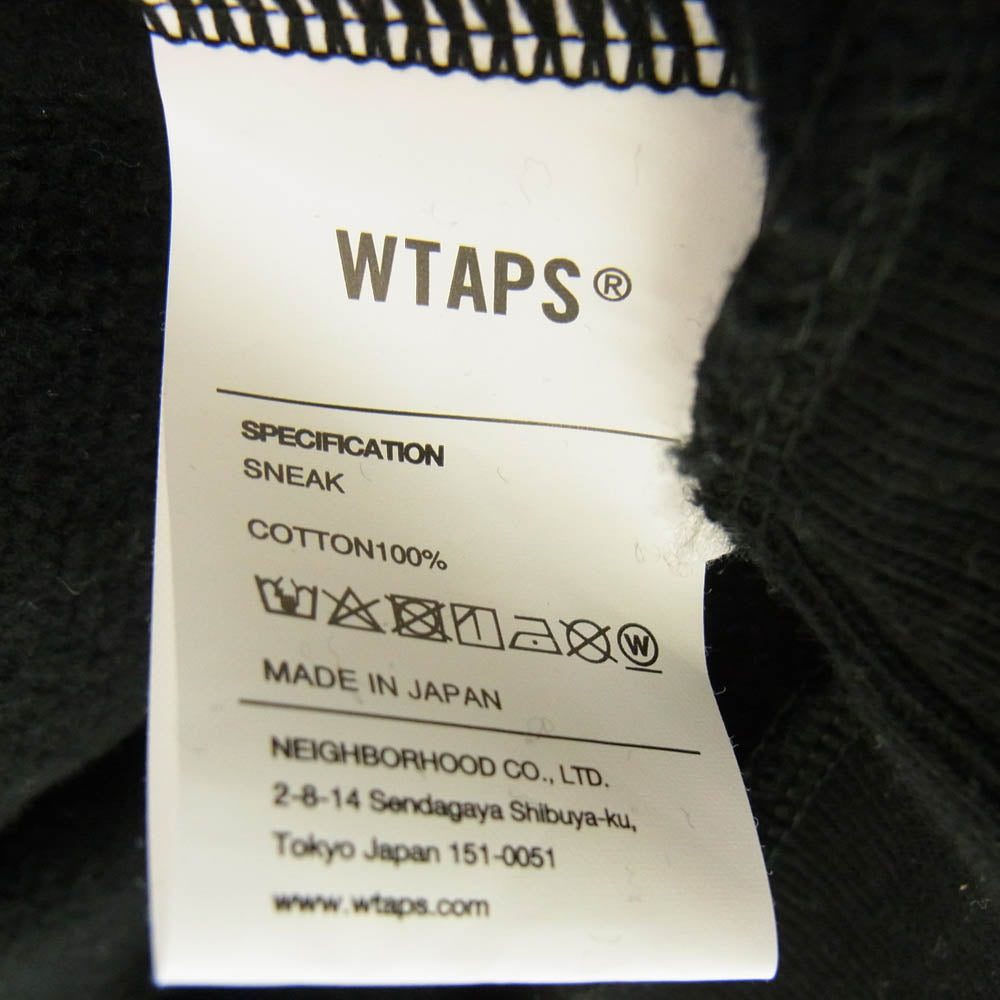 WTAPS®
SPECIFICATION
SNEAK
COTTON100%
W
MADE IN JAPAN
NEIGHBORHOOD CO., LTD.
2-8-14 Sendagaya Shibuya-ku,
Tokyo Japan 151-0051
www.wtaps.com